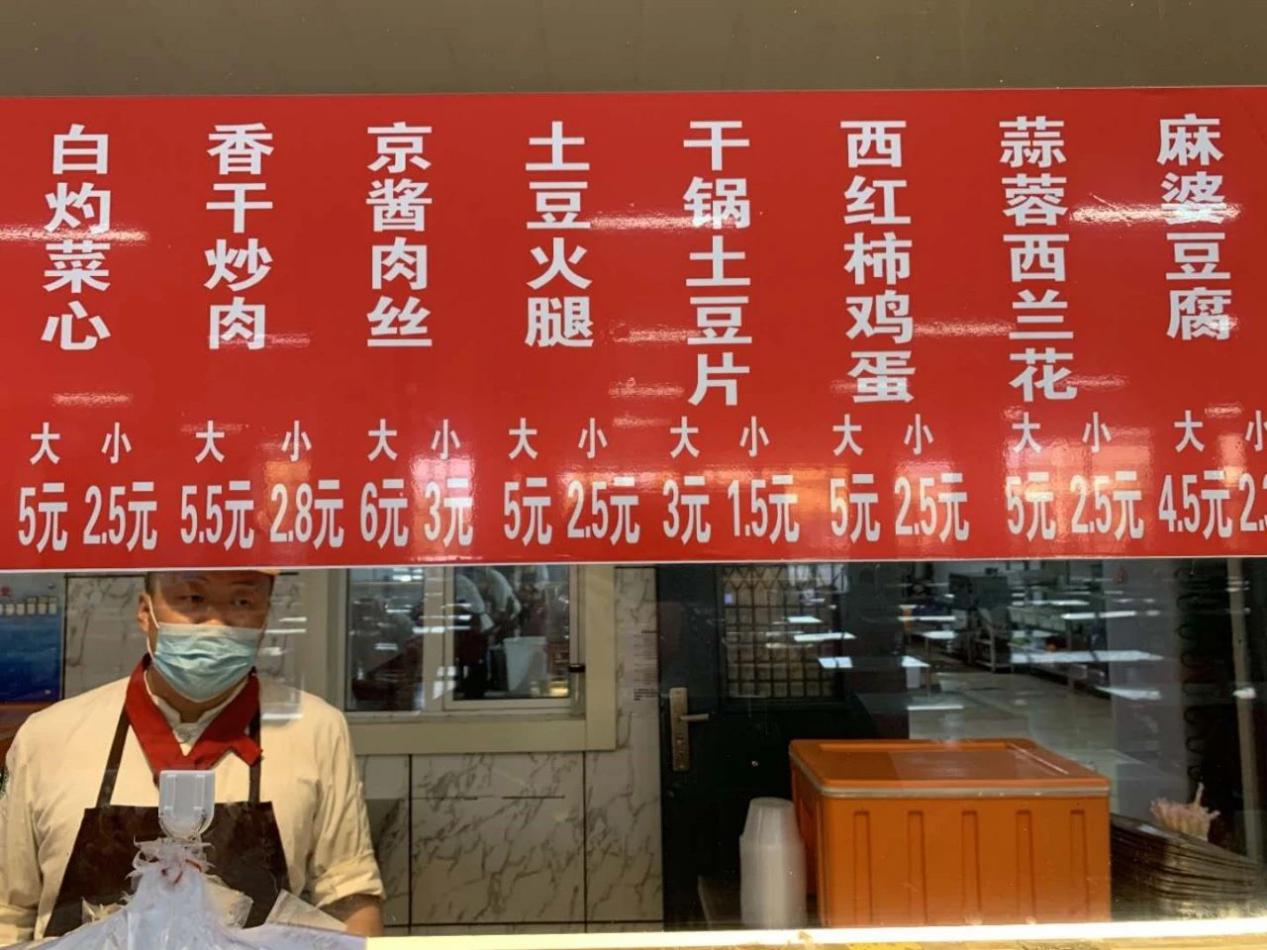 白灼菜心
大 小
5元 2.5元
香干炒肉
大 小
5.5元 2.8元
京酱肉丝
大 小
6元 3元
土豆火腿
大 小
5元 2.5元
干锅土豆片
大 小
3元 1.5元
西红柿鸡蛋
大 小
5元 2.5元
蒜蓉西兰花
大 小
5元 2.5元
麻婆豆腐
大 小
4.5元